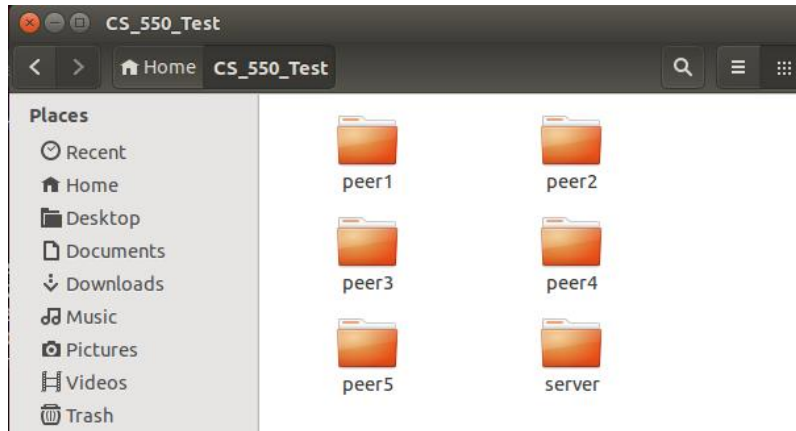 CS_550_Test
Home CS_550_Test
Places
Recent
Home
Desktop
Documents
Downloads
Music
Pictures
Videos
Trash
peer1 peer2
peer3 peer4
peer5 server